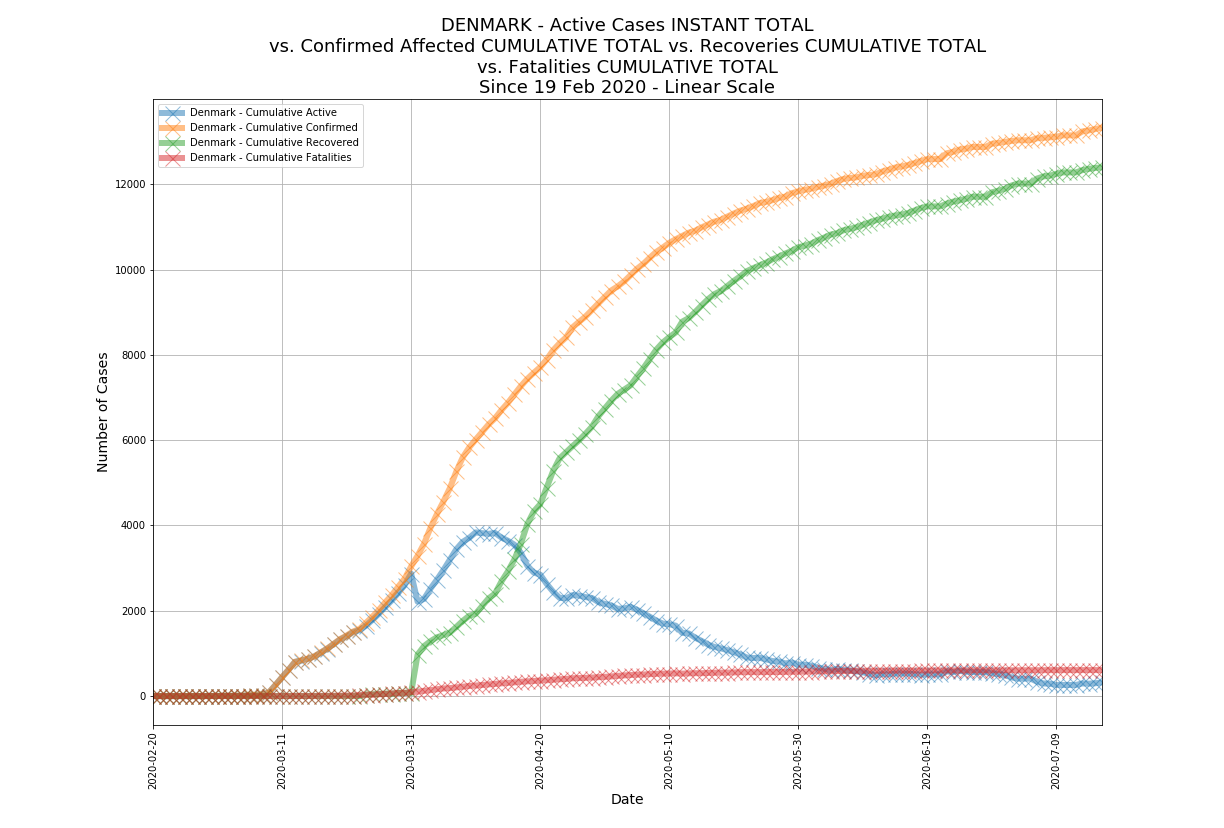 DENMARK - Active Cases INSTANT TOTAL
vs. Confirmed Affected CUMULATIVE TOTAL vs. Recoveries CUMULATIVE TOTAL
vs. Fatalities CUMULATIVE TOTAL
Since 19 Feb 2020 - Linear Scale
Denmark - Cumulative Active
Denmark - Cumulative Confirmed
Denmark - Cumulative Recovered
Denmark - Cumulative Fatalities
12000
10000
8000
6000
4000
2000
0
Number of Cases
2020-02-20
2020-03-11
2020-03-31
2020-04-20
2020-05-10
2020-05-30
2020-06-19
2020-07-09
Date